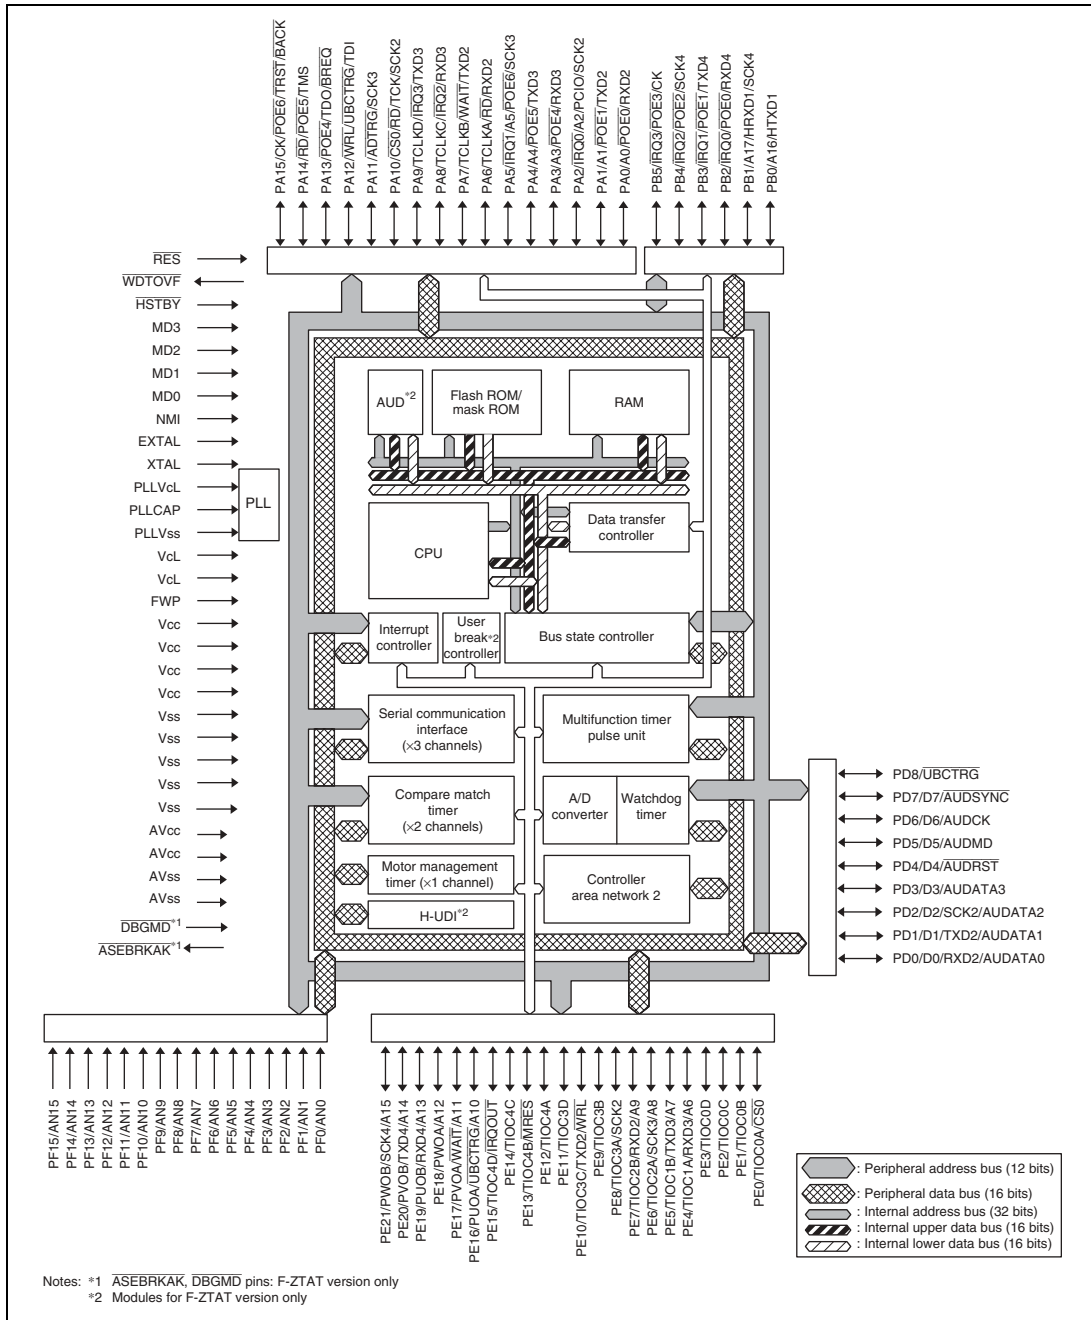 PA15/CK/POE6/TRST/BACK
PA14/RD/POE5/TMS
PA13/POE4/TDO/BREQ
PA12/WRL/UBCTRG/TDI
PA11/ADTRG/SCK3
PA10/CS0/RD/TCK/SCK2
PA9/TCLKD/IRQ3/TXD3
PA8/TCLKC/IRQ2/RXD3
PA7/TCLKB/WAIT/TXD2
PA6/TCLKA/RD/RXD2
PA5/IRQ1/A5/POE6/SCK3
PA4/A4/POE5/TXD3
PA3/A3/POE4/RXD3
PA2/IRQ0/A2/PCIO/SCK2
PA1/A1/POE1/TXD2
PA0/A0/POE0/RXD2
PB5/IRQ3/POE3/CK
PB4/IRQ2/POE2/SCK4
PB3/IRQ1/POE1/TXD4
PB2/IRQ0/POE0/RXD4
PB1/A17/HRXD1/SCK4
PB0/A16/HTXD1
RES
WDTOVF
HSTBY
MD3
MD2
MD1
MD0
NMI
EXTAL
XTAL
PLLVcL
PLLCAP
PLLVss
VcL
VcL
FWP
Vcc
Vcc
Vcc
Vcc
Vss
Vss
Vss
Vss
Vss
AVcc
AVcc
AVss
AVss
DBGMD*1
ASEBRKAK*1
PLL
AUD*2
Flash ROM/
mask ROM
RAM
CPU
Data transfer
controller
Interrupt
controller
User
break*2
controller
Bus state controller
Serial communication
interface
(×3 channels)
Multifunction timer
pulse unit
Compare match
timer
(×2 channels)
A/D
converter
Watchdog
timer
Motor management
timer (×1 channel)
Controller
area network 2
H-UDI*2
PD8/UBCTRG
PD7/D7/AUDSYNC
PD6/D6/AUDCK
PD5/D5/AUDMD
PD4/D4/AUDRST
PD3/D3/AUDATA3
PD2/D2/SCK2/AUDATA2
PD1/D1/TXD2/AUDATA1
PD0/D0/RXD2/AUDATA0
PF15/AN15
PF14/AN14
PF13/AN13
PF12/AN12
PF11/AN11
PF10/AN10
PF9/AN9
PF8/AN8
PF7/AN7
PF6/AN6
PF5/AN5
PF4/AN4
PF3/AN3
PF2/AN2
PF1/AN1
PF0/AN0
PE21/PWOB/SCK4/A15
PE20/PVOB/TXD4/A14
PE19/PUOB/RXD4/A13
PE18/PWOA/A12
PE17/PVOA/WAIT/A11
PE16/PUOA/UBCTRG/A10
PE15/TIOC4D/IRQOUT
PE14/TIOC4C
PE13/TIOC4B/MRES
PE12/TIOC4A
PE11/TIOC3D
PE10/TIOC3C/TXD2/WRL
PE9/TIOC3B
PE8/TIOC3A/SCK2
PE7/TIOC2B/RXD2/A9
PE6/TIOC2A/SCK3/A8
PE5/TIOC1B/TXD3/A7
PE4/TIOC1A/RXD3/A6
PE3/TIOC0D
PE2/TIOC0C
PE1/TIOC0B
PE0/TIOC0A/CS0
: Peripheral address bus (12 bits)
: Peripheral data bus (16 bits)
: Internal address bus (32 bits)
: Internal upper data bus (16 bits)
: Internal lower data bus (16 bits)
Notes: *1 ASEBRKAK, DBGMD pins: F-ZTAT version only
*2 Modules for F-ZTAT version only